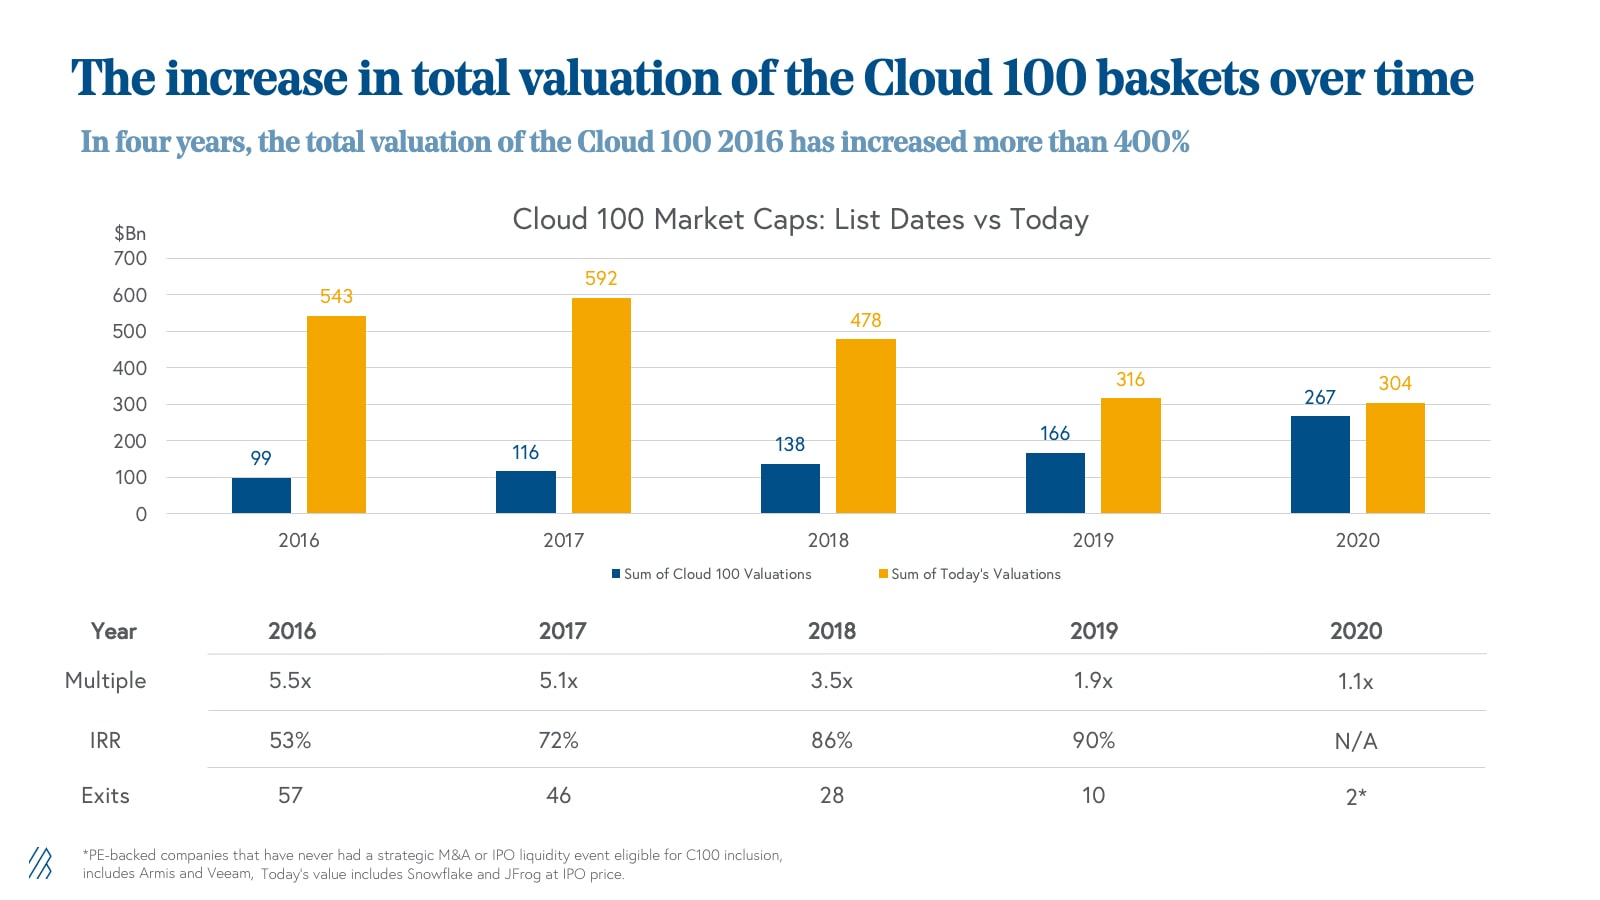 The increase in total valuation of the Cloud 100 baskets over time
In four years, the total valuation of the Cloud 100 2016 has increased more than 400%
Cloud 100 Market Caps: List Dates vs Today
$Bn
700
600
500
400
300
200
100
0
99
543
116
592
138
478
166
316
267
304
2016 2017 2018 2019 2020
Sum of Cloud 100 Valuations Sum of Today's Valuations
Year 2016 2017 2018 2019 2020
Multiple 5.5x 5.1x 3.5x 1.9x 1.1x
IRR 53% 72% 86% 90% N/A
Exits 57 46 28 10 2*
*PE-backed companies that have never had a strategic M&A or IPO liquidity event eligible for C100 inclusion,
includes Armis and Veeam, Today's value includes Snowflake and JFrog at IPO price.